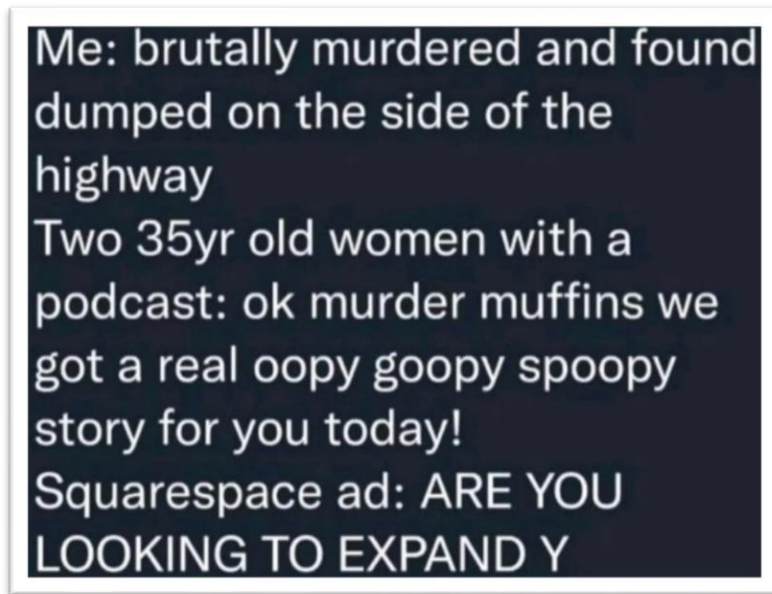 Me: brutally murdered and found
dumped on the side of the
highway
Two 35yr old women with a
podcast: ok murder muffins we
got a real oopy goopy spoopy
story for you today!
Squarespace ad: ARE YOU
LOOKING TO EXPAND Y